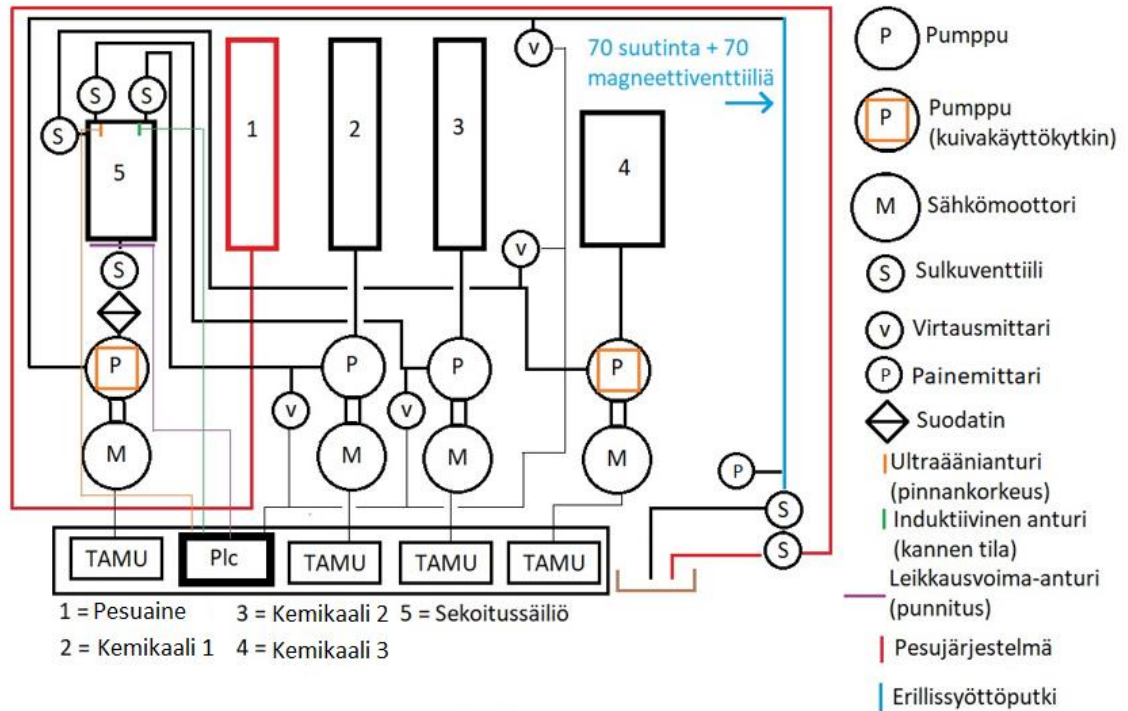 V
70 suutinta + 70
magneettiventtiiliä
S
S
S
5
1
2
3
4
V
S
P
P
P
P
V
V
M
M
M
M
P
S
S
TAMU
Plc
TAMU
TAMU
TAMU
1 = Pesuaine
3 = Kemikaali 2
5 = Sekoitussäiliö
2 = Kemikaali 1
4 = Kemikaali 3
P
Pumppu
P
Pumppu
(kuivakäyttökytkin)
M
Sähkömoottori
S
Sulkuventtiili
V
Virtausmittari
P
Painemittari
Suodatin
Ultraäänianturi
(pinnankorkeus)
Induktiivinen anturi
(kannen tila)
Leikkausvoima-anturi
(punnitus)
Pesujärjestelmä
Erillissyöttöputki